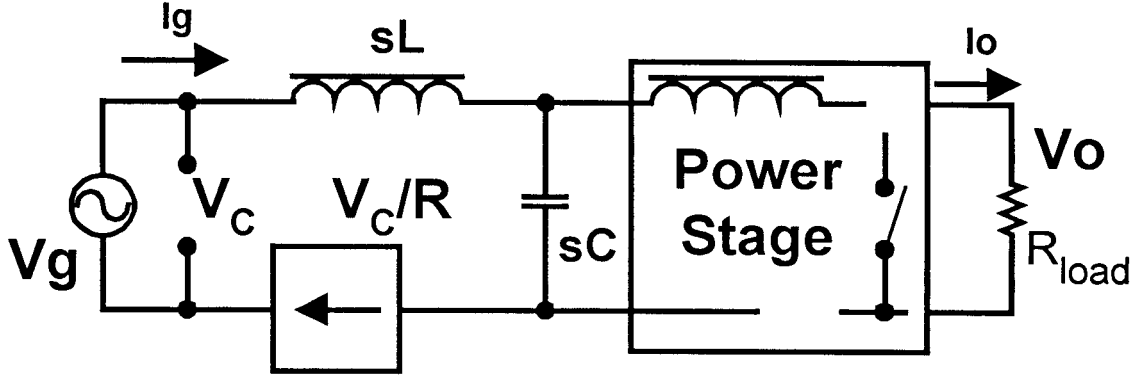 Ig
sL
Io
Vg
VC
VC/R
sC
Power
Stage
Vo
Rload